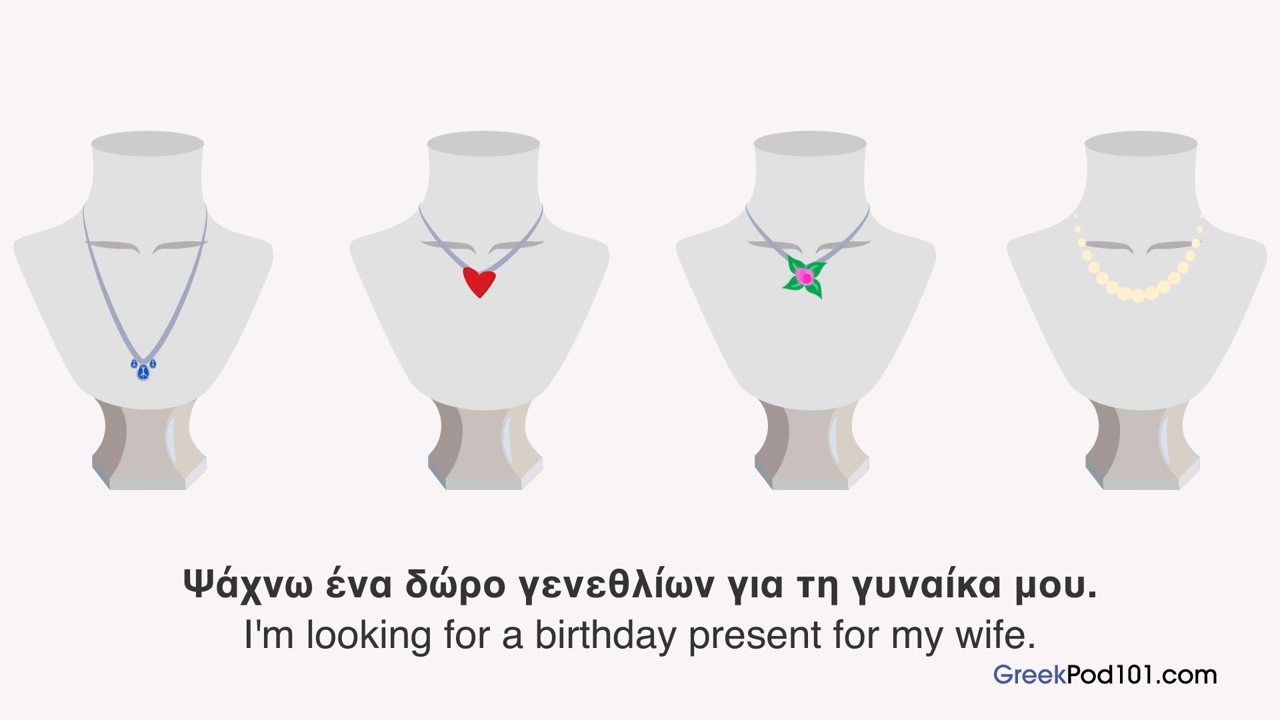 Ψάχνω ένα δώρο γενεθλίων για τη γυναίκα μου.
I'm looking for a birthday present for my wife.
GreekPod101.com